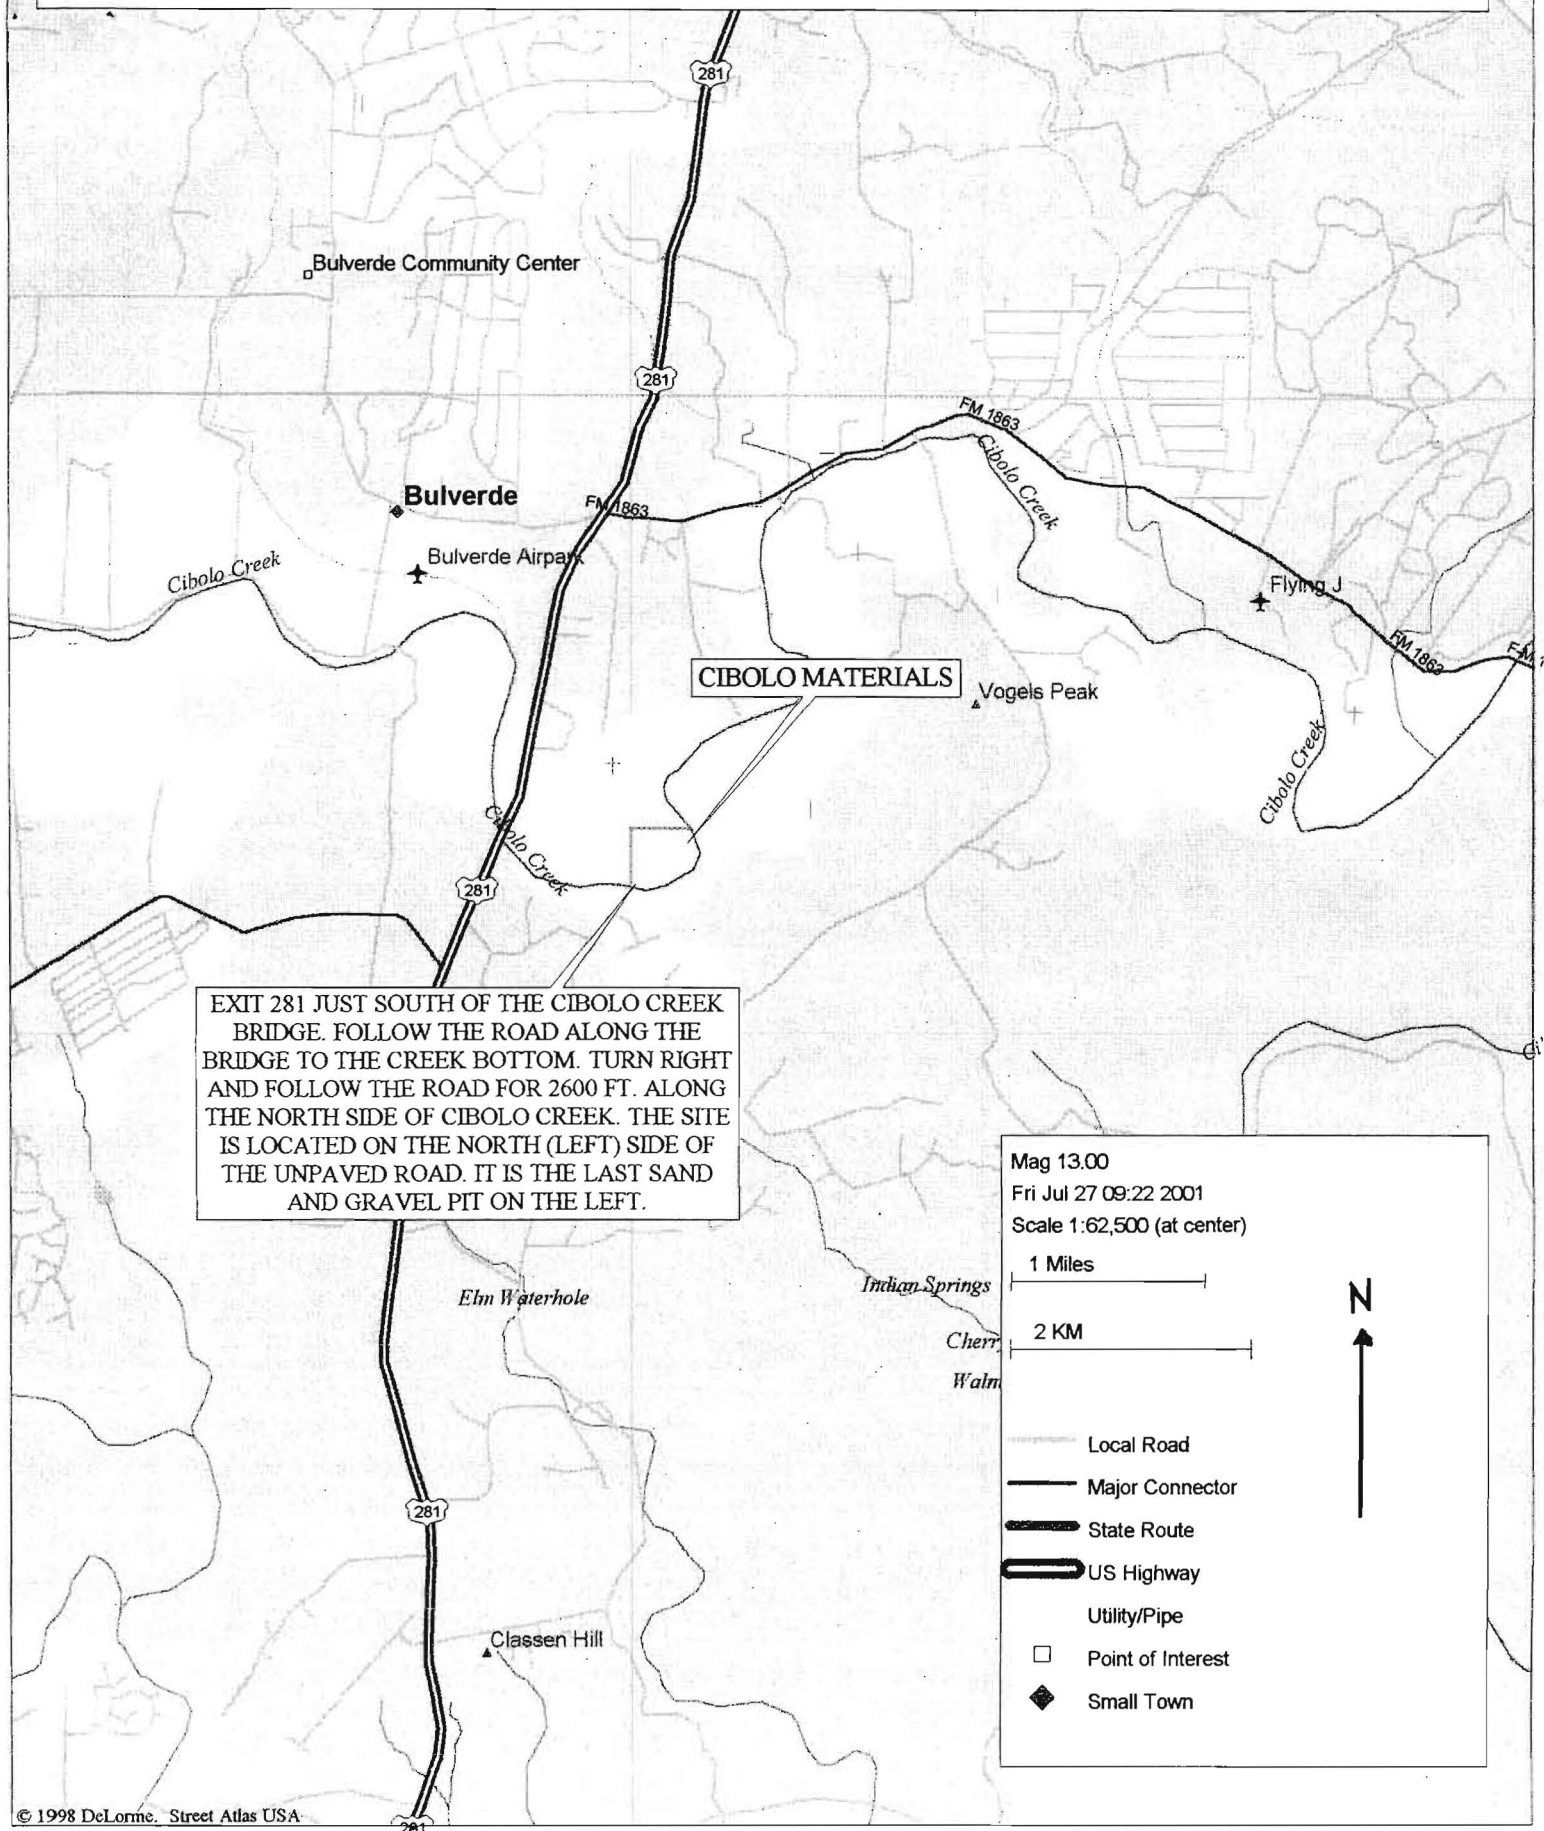 281
Bulverde Community Center
281
FM 1863
Cibolo Creek
Bulverde
FM 1863
Bulverde Airpark
Cibolo Creek
Flying J
FM 1863
CIBOLO MATERIALS
Vogels Peak
Cibolo Creek
Cibolo Creek
281
EXIT 281 JUST SOUTH OF THE CIBOLO CREEK
BRIDGE. FOLLOW THE ROAD ALONG THE
BRIDGE TO THE CREEK BOTTOM. TURN RIGHT
AND FOLLOW THE ROAD FOR 2600 FT. ALONG
THE NORTH SIDE OF CIBOLO CREEK. THE SITE
IS LOCATED ON THE NORTH (LEFT) SIDE OF
THE UNPAVED ROAD. IT IS THE LAST SAND
AND GRAVEL PIT ON THE LEFT.
Mag 13.00
Fri Jul 27 09:22 2001
Scale 1:62,500 (at center)
1 Miles
2 KM
N
Local Road
Major Connector
State Route
US Highway
Utility/Pipe
Point of Interest
Small Town
Elm Waterhole
Indian Springs
281
Classen Hill
281
© 1998 DeLorme. Street Atlas USA